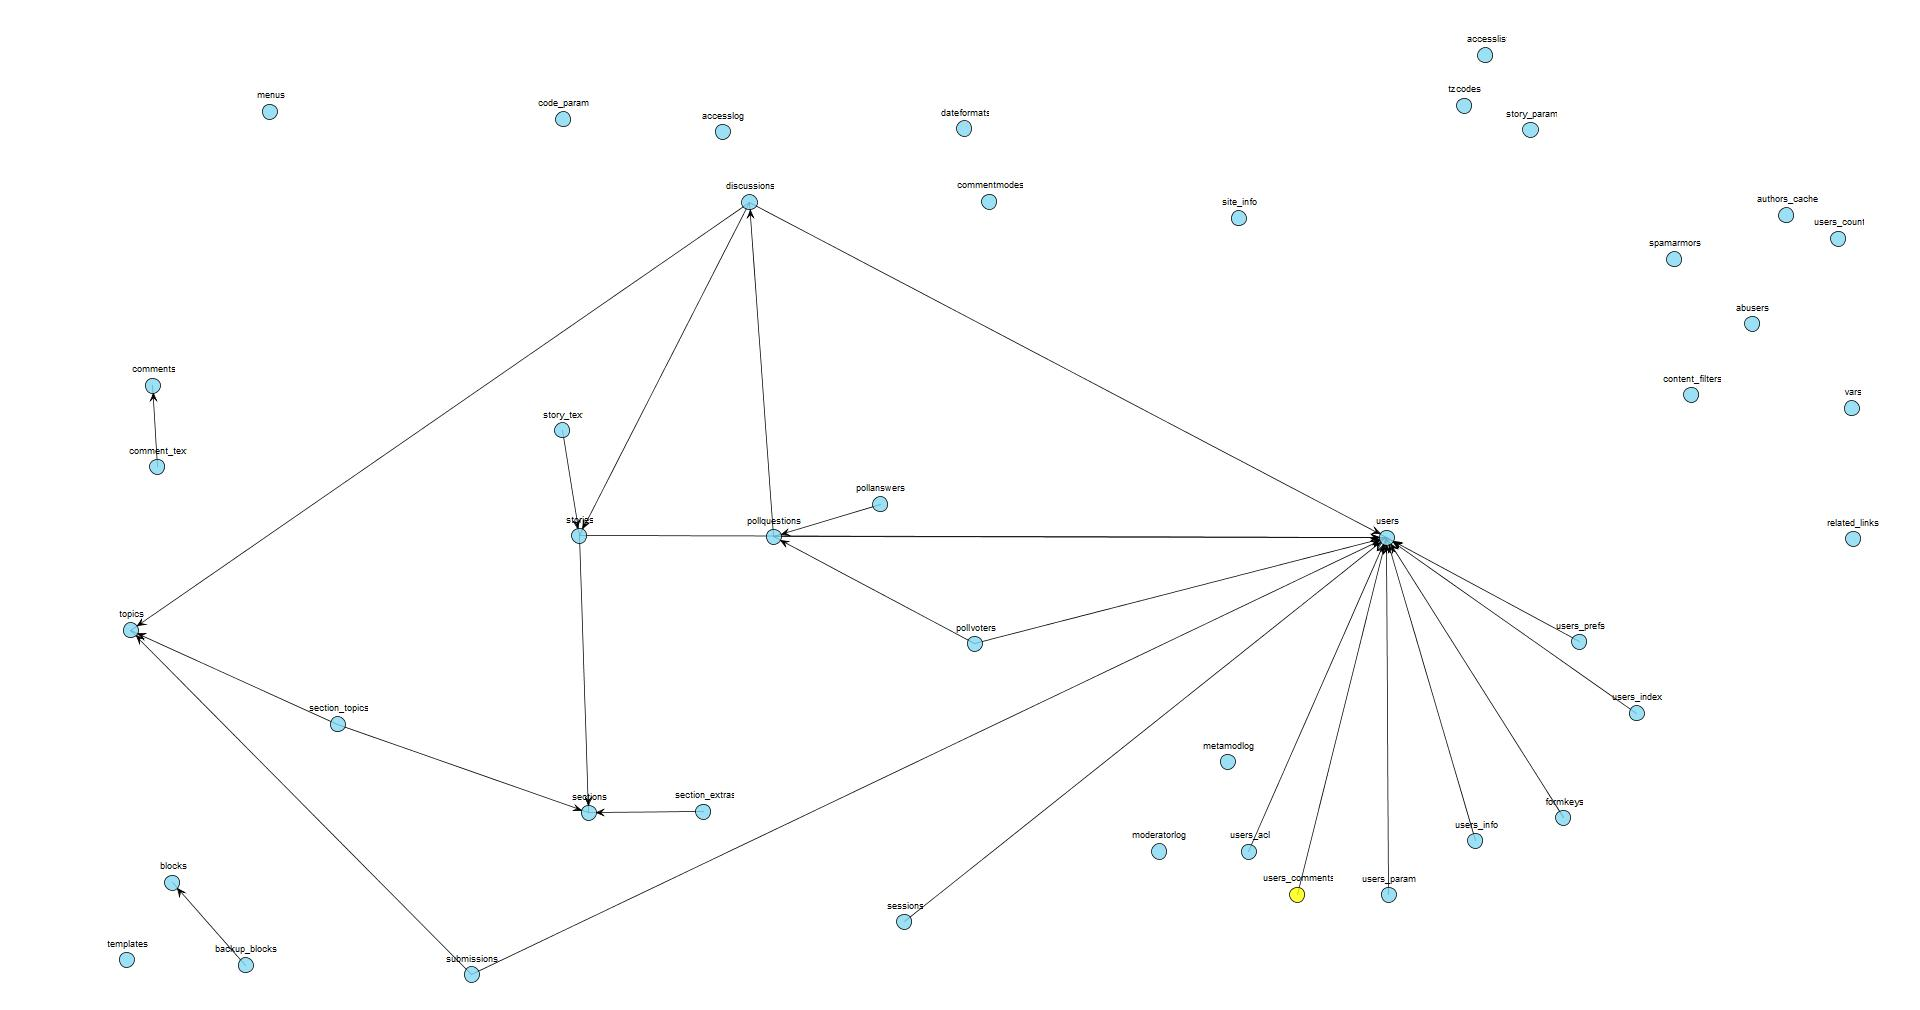 accesslis
tzcodes
menus
code_param
story_param
dateformats
accesslog
discussions
commentmodes
authors_cache
site_info
users_count
spamarmors
abusers
comments
content_filters
vars
story_tex
comment_tex
pollanswers
stories
pollquestions
users
related_links
topics
pollvoters
users_prefs
users_index
section_topics
metamodlog
section_extras
sections
formkeys
users_info
moderatorlog
users_acl
blocks
users_comments
users_param
sessions
templates
backup_blocks
submissions